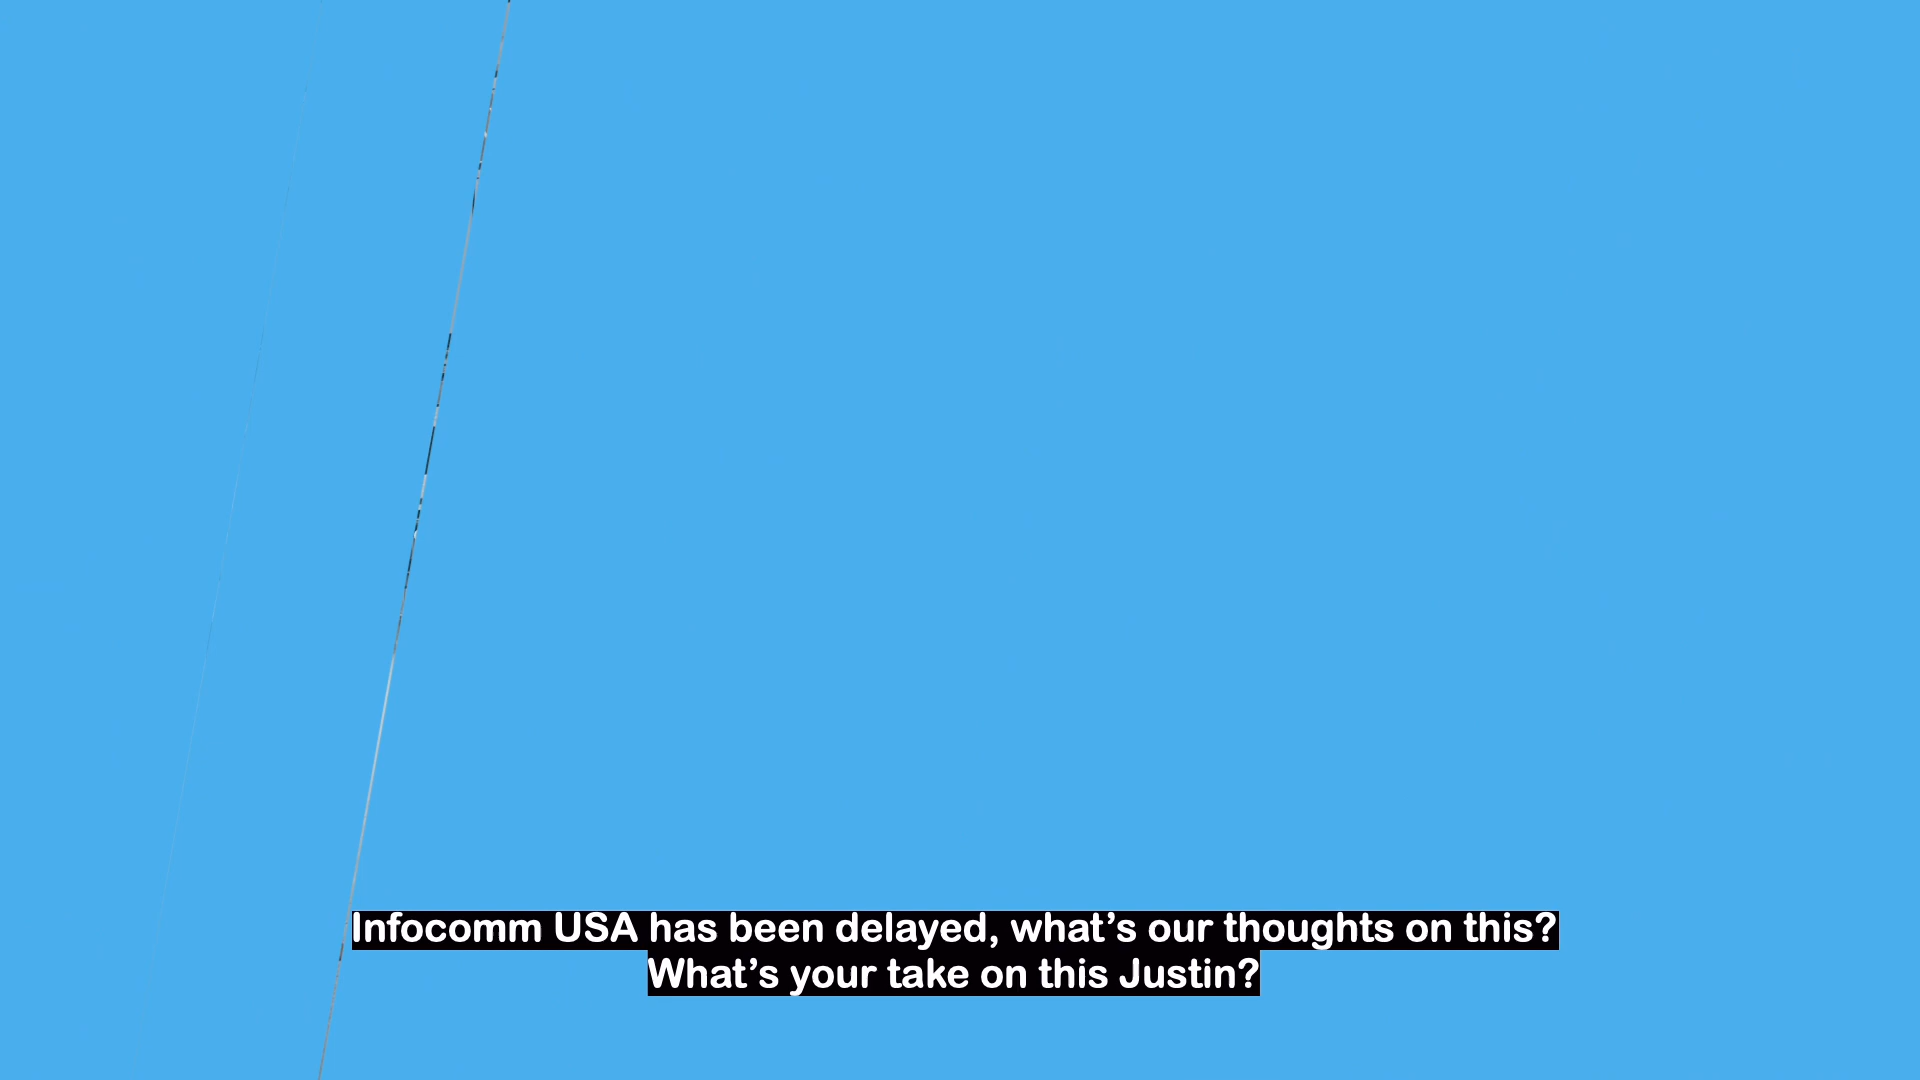 Infocomm USA has been delayed, what’s our thoughts on this?
What’s your take on this Justin?